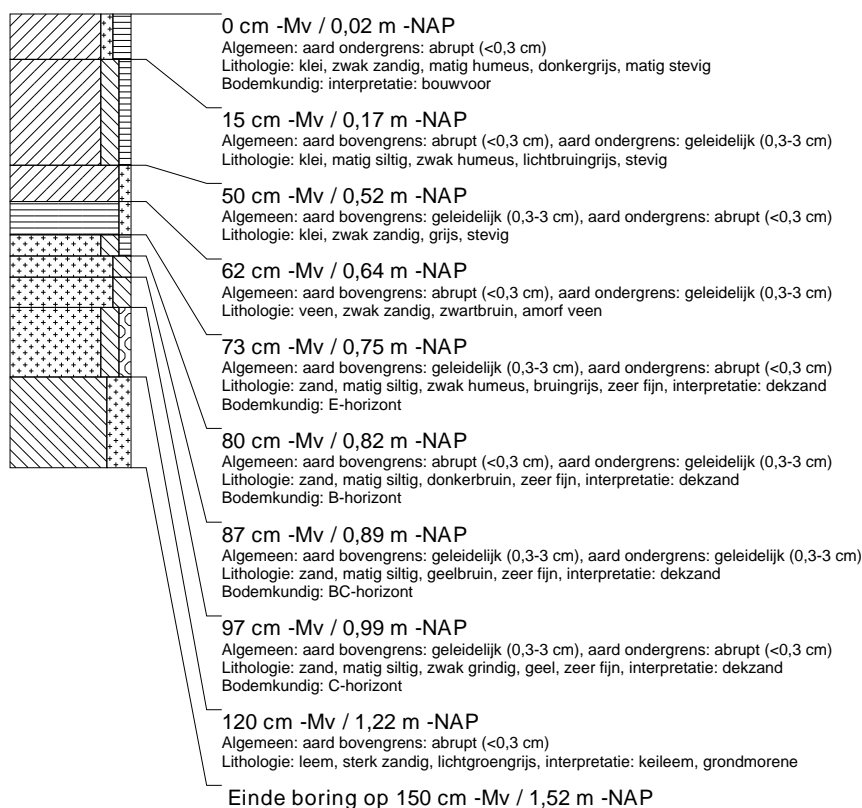 0 cm -Mv / 0,02 m -NAP
Algemeen: aard ondergrens: abrupt (<0,3 cm)
Lithologie: klei, zwak zandig, matig humeus, donkergrijs, matig stevig
Bodemkundig: interpretatie: bouwvoor
15 cm -Mv / 0,17 m -NAP
Algemeen: aard bovengrens: abrupt (<0,3 cm), aard ondergrens: geleidelijk (0,3-3 cm)
Lithologie: klei, matig siltig, zwak humeus, lichtbruingrijs, stevig
50 cm -Mv / 0,52 m -NAP
Algemeen: aard bovengrens: geleidelijk (0,3-3 cm), aard ondergrens: abrupt (<0,3 cm)
Lithologie: klei, zwak zandig, grijs, stevig
62 cm -Mv / 0,64 m -NAP
Algemeen: aard bovengrens: abrupt (<0,3 cm), aard ondergrens: geleidelijk (0,3-3 cm)
Lithologie: veen, zwak zandig, zwartbruin, amorf veen
73 cm -Mv / 0,75 m -NAP
Algemeen: aard bovengrens: geleidelijk (0,3-3 cm), aard ondergrens: abrupt (<0,3 cm)
Lithologie: zand, matig siltig, zwak humeus, bruingrijs, zeer fijn, interpretatie: dekzand
Bodemkundig: E-horizont
80 cm -Mv / 0,82 m -NAP
Algemeen: aard bovengrens: abrupt (<0,3 cm), aard ondergrens: geleidelijk (0,3-3 cm)
Lithologie: zand, matig siltig, donkerbruin, zeer fijn, interpretatie: dekzand
Bodemkundig: B-horizont
87 cm -Mv / 0,89 m -NAP
Algemeen: aard bovengrens: geleidelijk (0,3-3 cm), aard ondergrens: geleidelijk (0,3-3 cm)
Lithologie: zand, matig siltig, geelbruin, zeer fijn, interpretatie: dekzand
Bodemkundig: BC-horizont
97 cm -Mv / 0,99 m -NAP
Algemeen: aard bovengrens: geleidelijk (0,3-3 cm), aard ondergrens: abrupt (<0,3 cm)
Lithologie: zand, matig siltig, zwak grindig, geel, zeer fijn, interpretatie: dekzand
Bodemkundig: C-horizont
120 cm -Mv / 1,22 m -NAP
Algemeen: aard bovengrens: abrupt (<0,3 cm)
Lithologie: leem, sterk zandig, lichtgroengrijs, interpretatie: keileem, grondmorene
Einde boring op 150 cm -Mv / 1,52 m -NAP